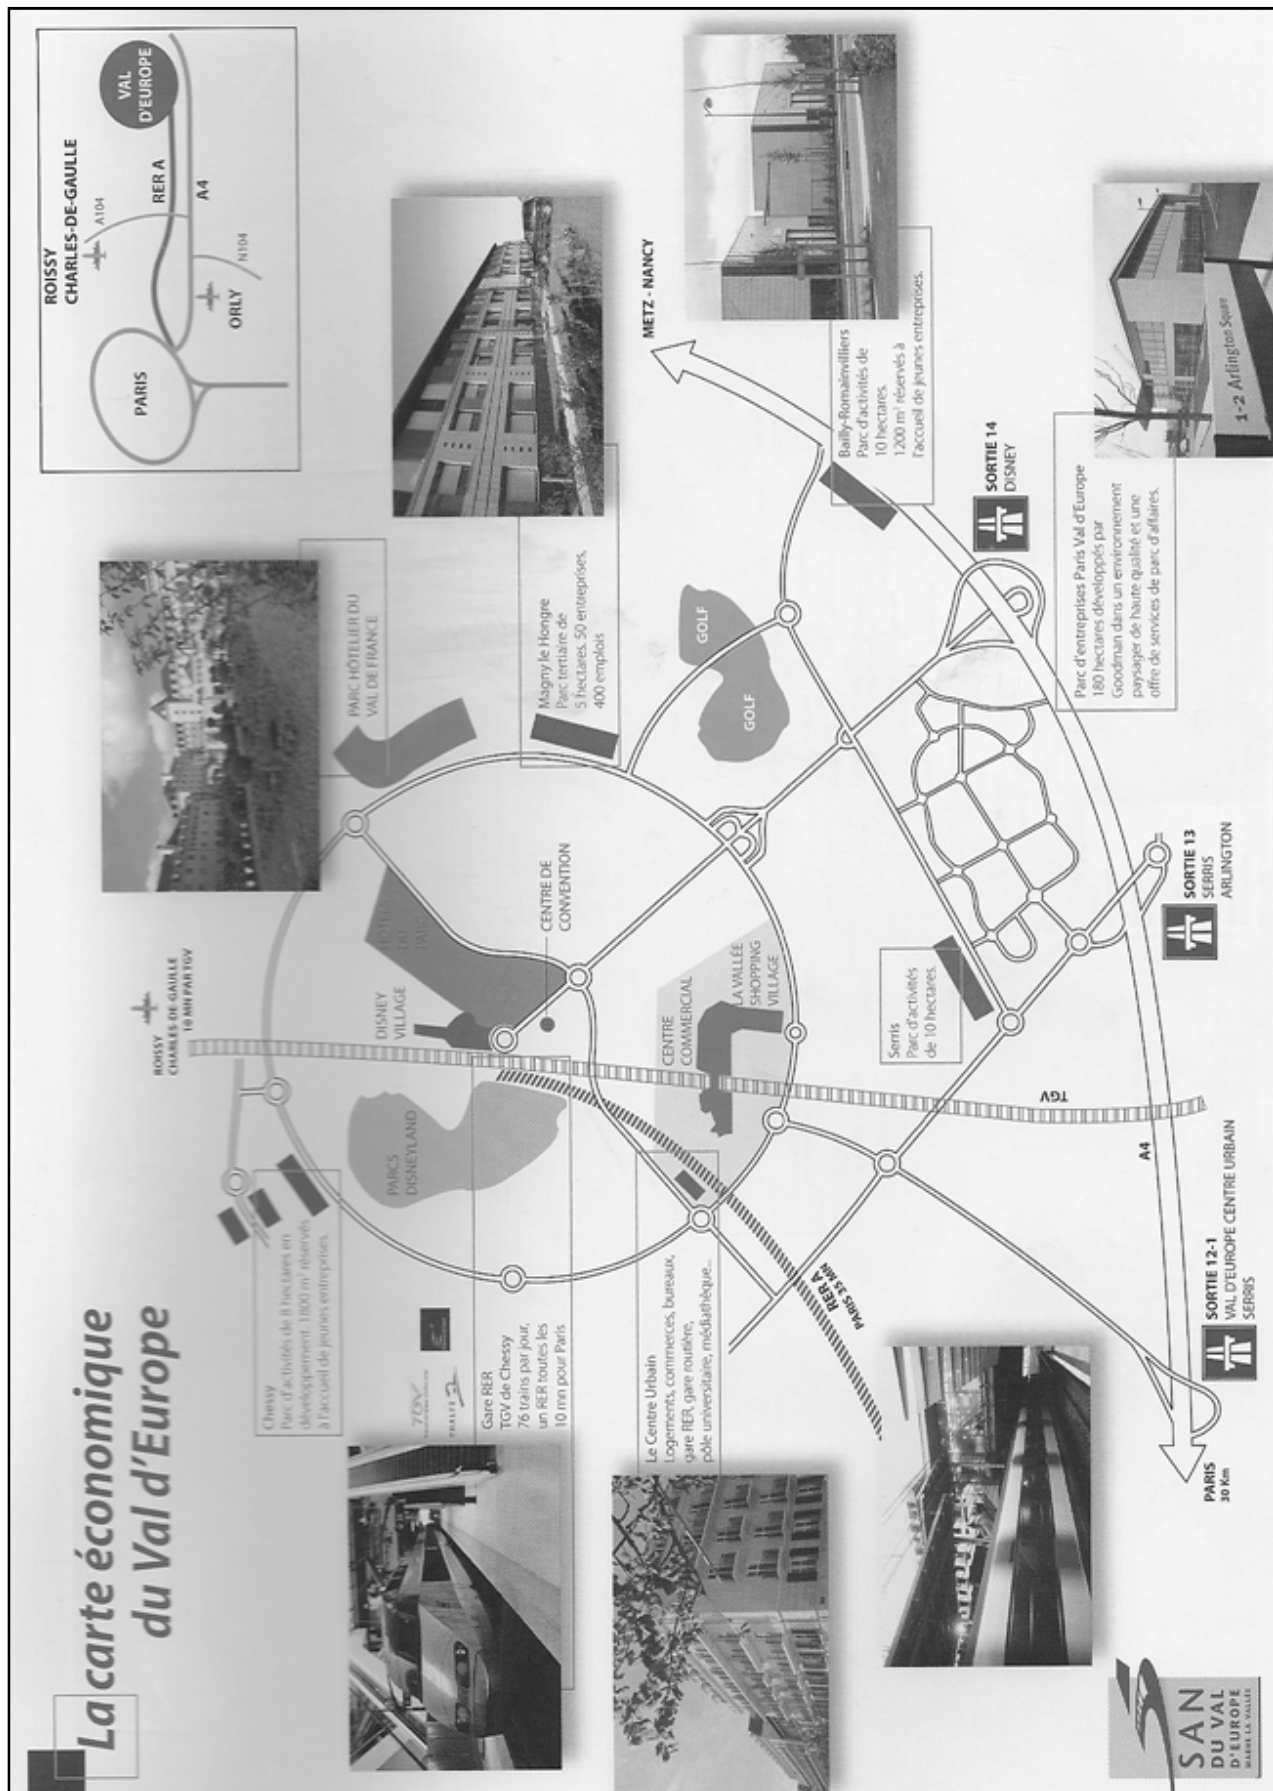 La carte économique
du Val d'Europe
ROISSY
CHARLES-DE-GAULLE
A104
VAL
D'EUROPE
RER A
A4
PARIS
ORLY
N104
ROISSY
CHARLES-DE-GAULLE
10 MN PAR TGV
PARC HÔTELIER DU
VAL DE FRANCE
Chessy
Parc d'activités de 8 hectares en
développement. 1800 m² réservés
à l'accueil de jeunes entreprises.
PARCS
DISNEYLAND
DISNEY
VILLAGE
HÔTELS
DU
PARC
CENTRE DE
CONVENTION
Magny le Hongre
Parc tertiaire de
5 hectares. 50 entreprises,
400 emplois
TGV
THALYS
Gare RER
TGV de Chessy
76 trains par jour,
un RER toutes les
10 mn pour Paris
METZ - NANCY
Le Centre Urbain
Logements, commerces, bureaux,
gare RER, gare routière,
pôle universitaire, médiathèque...
CENTRE
COMMERCIAL
LA VALLÉE
SHOPPING
VILLAGE
GOLF
GOLF
Bailly-Romainvilliers
Parc d'activités de
10 hectares.
1200 m² réservés à
l'accueil de jeunes entreprises.
RER A
PARIS 35 MN
Serris
Parc d'activités
de 10 hectares.
SORTIE 14
DISNEY
TGV
A4
Parc d'entreprises Paris Val d'Europe
180 hectares développés par
Goodman dans un environnement
paysager de haute qualité et une
offre de services de parc d'affaires.
1-2 Arlington Square
SORTIE 13
SERRIS
ARLINGTON
SORTIE 12-1
VAL D'EUROPE CENTRE URBAIN
SERRIS
PARIS
30 Km
SAN
DU VAL
D'EUROPE
MARNE-LA-VALLÉE